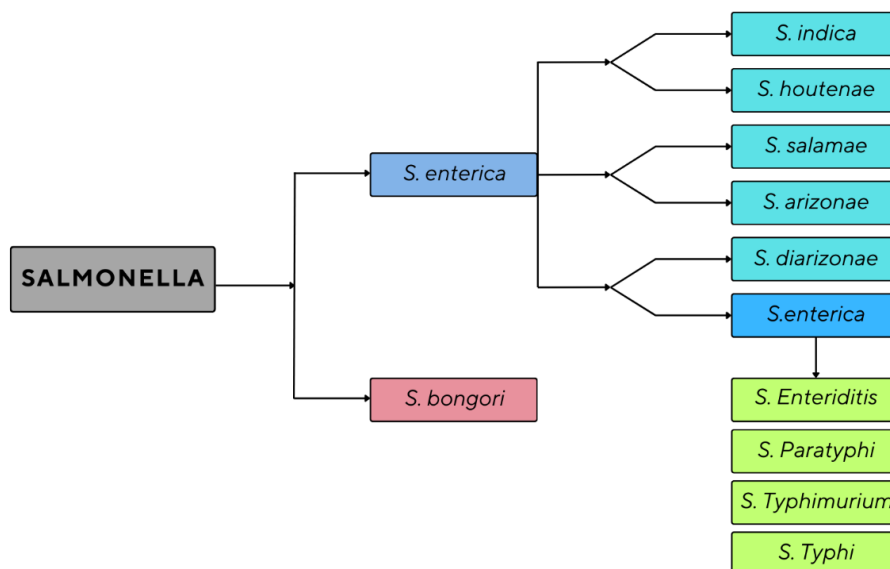 S. indica
S. houtenae
S. enterica
S. salamae
S. arizonae
SALMONELLA
S. diarizonae
S.enterica
S. bongori
S. Enteriditis
S. Paratyphi
S. Typhimurium
S. Typhi